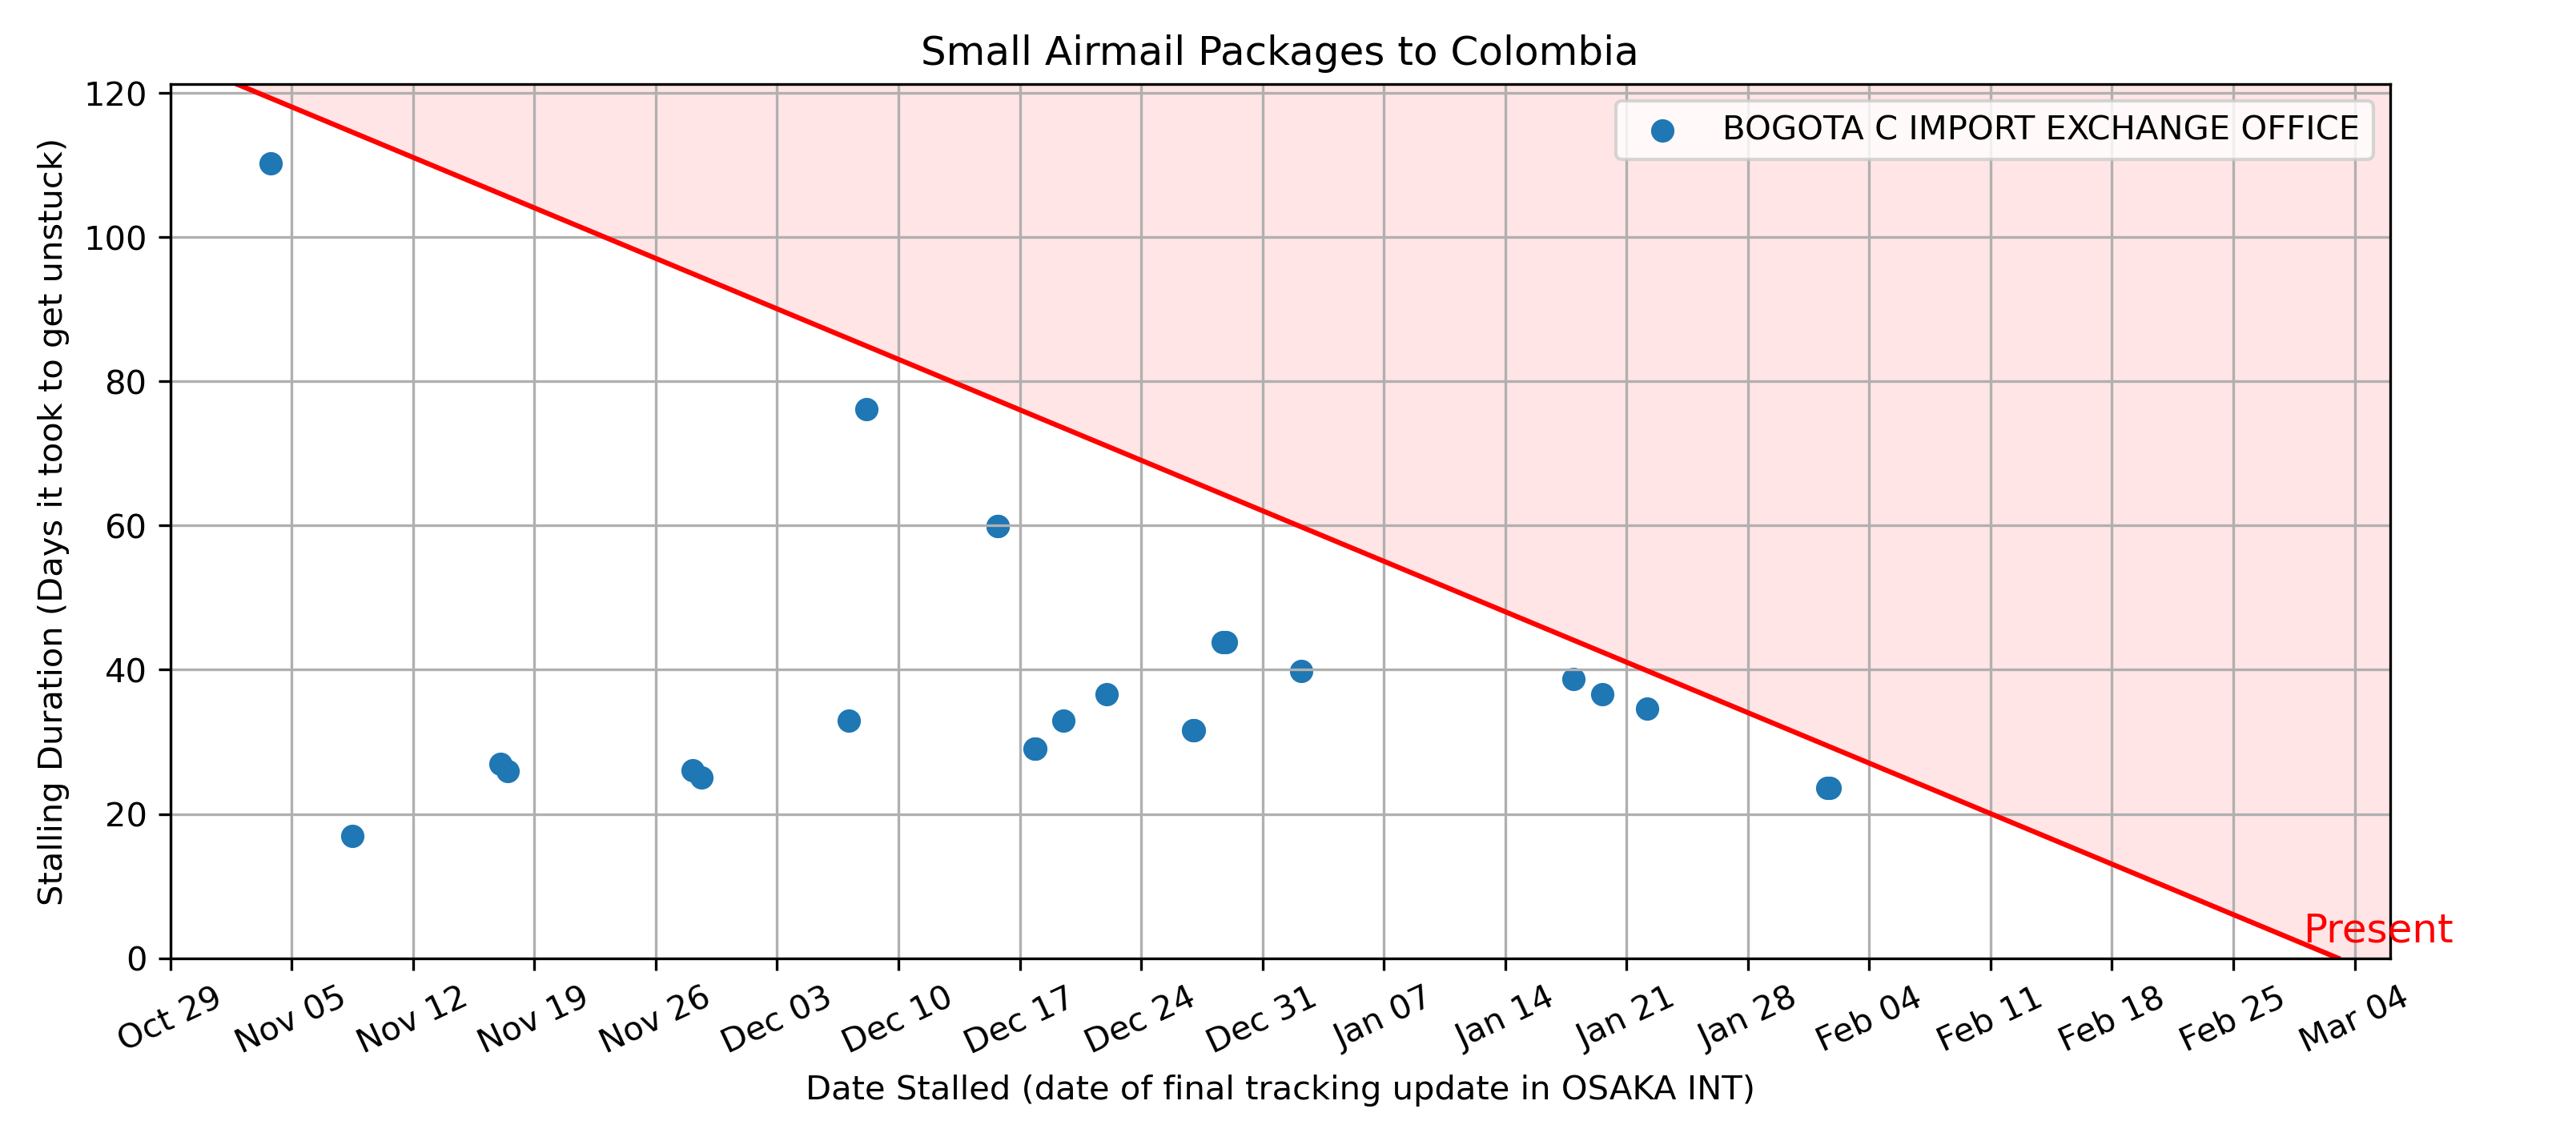 Small Airmail Packages to Colombia
Stalling Duration (Days it took to get unstuck)
120
100
80
60
40
20
0
BOGOTA C IMPORT EXCHANGE OFFICE
Present
Oct 29
Nov 05
Nov 12
Nov 19
Nov 26
Dec 03
Dec 10
Dec 17
Dec 24
Dec 31
Jan 07
Jan 14
Jan 21
Jan 28
Feb 04
Feb 11
Feb 18
Feb 25
Mar 04
Date Stalled (date of final tracking update in OSAKA INT)